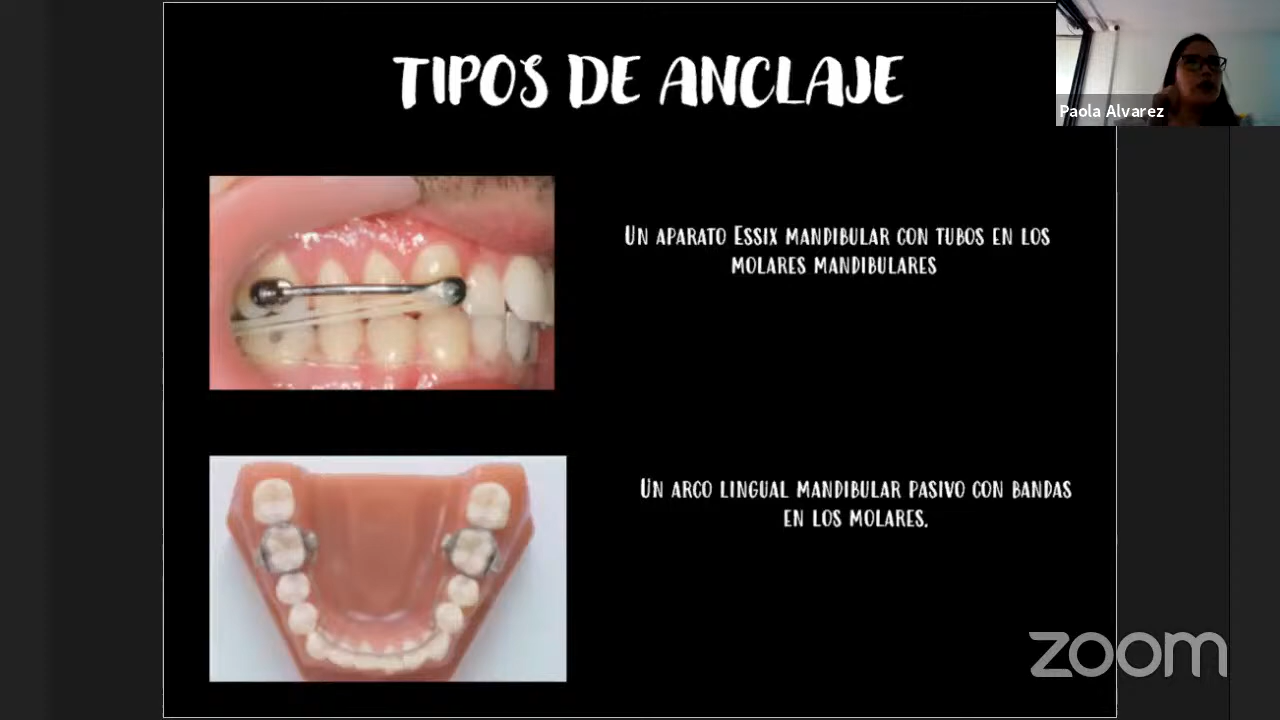 TIPOS DE ANCLAJE
Paola Alvarez
UN APARATO ESSIX MANDIBULAR CON TUBOS EN LOS
MOLARES MANDIBULARES
UN ARCO LINGUAL MANDIBULAR PASIVO CON BANDAS
EN LOS MOLARES.
zoom